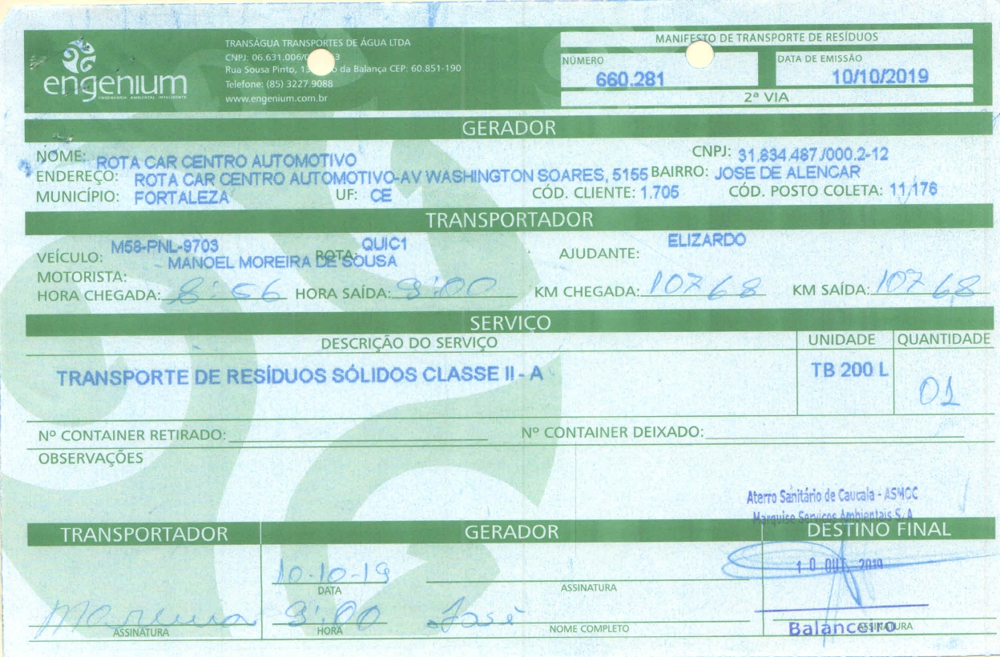 engenium
ENGENHARIA AMBIENTAL INTELIGENTE
TRANSÁGUA TRANSPORTES DE ÁGUA LTDA
CNPJ: 06.631.006/0 3
Rua Sousa Pinto, 13 da Balança CEP: 60.851-190
Telefone: (85) 3227.9088
www.engenium.com.br
MANIFESTO DE TRANSPORTE DE RESÍDUOS
NÚMERO 660.281
DATA DE EMISSÃO 10/10/2019
2ª VIA
GERADOR
NOME: ROTA CAR CENTRO AUTOMOTIVO CNPJ: 31.834.487/000.2-12
ENDEREÇO: ROTA CAR CENTRO AUTOMOTIVO-AV WASHINGTON SOARES, 5155 BAIRRO: JOSE DE ALENCAR
MUNICÍPIO: FORTALEZA UF: CE CÓD. CLIENTE: 1.705 CÓD. POSTO COLETA: 11,176
TRANSPORTADOR
VEÍCULO: M58-PNL-9703 ROTA: QUIC1 AJUDANTE: ELIZARDO
MOTORISTA: MANOEL MOREIRA DE SOUSA
HORA CHEGADA: 8:56 HORA SAÍDA: 9:00 KM CHEGADA: 10768 KM SAÍDA: 10768
SERVIÇO
DESCRIÇÃO DO SERVIÇO UNIDADE QUANTIDADE
TRANSPORTE DE RESÍDUOS SÓLIDOS CLASSE II - A TB 200 L 01
Nº CONTAINER RETIRADO: Nº CONTAINER DEIXADO:
OBSERVAÇÕES
Aterro Sanitário de Caucaia - ASMOC
Marquise Serviços Ambientais S/A
TRANSPORTADOR GERADOR DESTINO FINAL
10-10-19 10 OUT 2019
DATA ASSINATURA
Moreira 9:00 José
ASSINATURA HORA NOME COMPLETO Balanceiro ASSINATURA